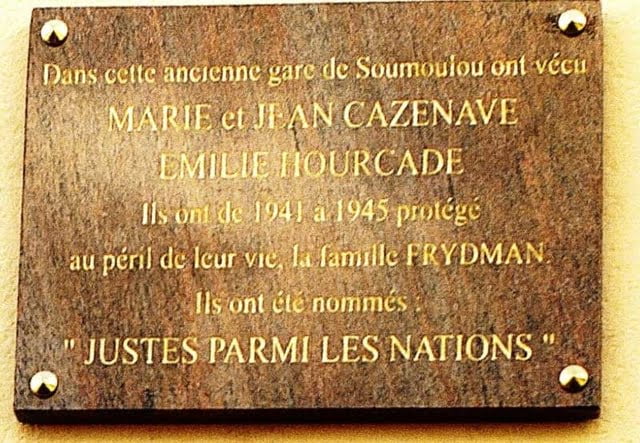 Dans cette ancienne gare de Soumoulou ont vécu
MARIE et JEAN CAZENAVE
EMILIE HOURCADE
Ils ont de 1941 à 1945 protégé
au péril de leur vie, la famille FRYDMAN.
Ils ont été nommés :
" JUSTES PARMI LES NATIONS "